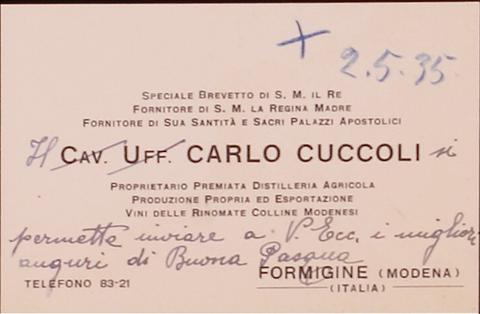 + 2.5.35
SPECIALE BREVETTO DI S. M. IL RE
FORNITORE DI S. M. LA REGINA MADRE
FORNITORE DI SUA SANTITÀ E SACRI PALAZZI APOSTOLICI
Il CAV. UFF. CARLO CUCCOLI si
PROPRIETARIO PREMIATA DISTILLERIA AGRICOLA
PRODUZIONE PROPRIA ED ESPORTAZIONE
VINI DELLE RINOMATE COLLINE MODENESI
permette inviare a V. Ecc. i migliori
auguri di Buona Pasqua
TELEFONO 83-21
FORMIGINE (MODENA)
(ITALIA)